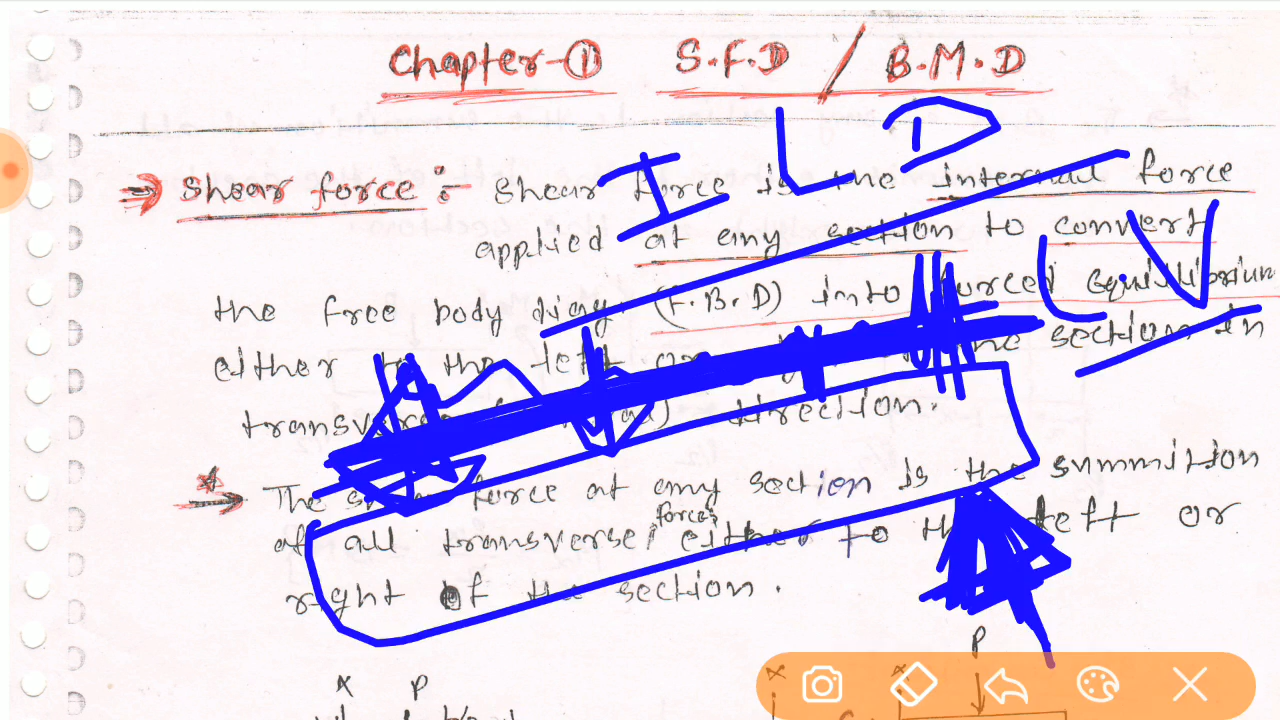 Chapter-① S.F.D / B.M.D
I L D
⇒ Shear force :- Shear force is the internal force
applied at any section to convert
L.V
the free body diag. (F.B.D) into forced equilibrium
either to the left or the section in
transverse direction.
The force at any section is the summition
of all transverse forces either to the left or
right of the section.
P
x P x x